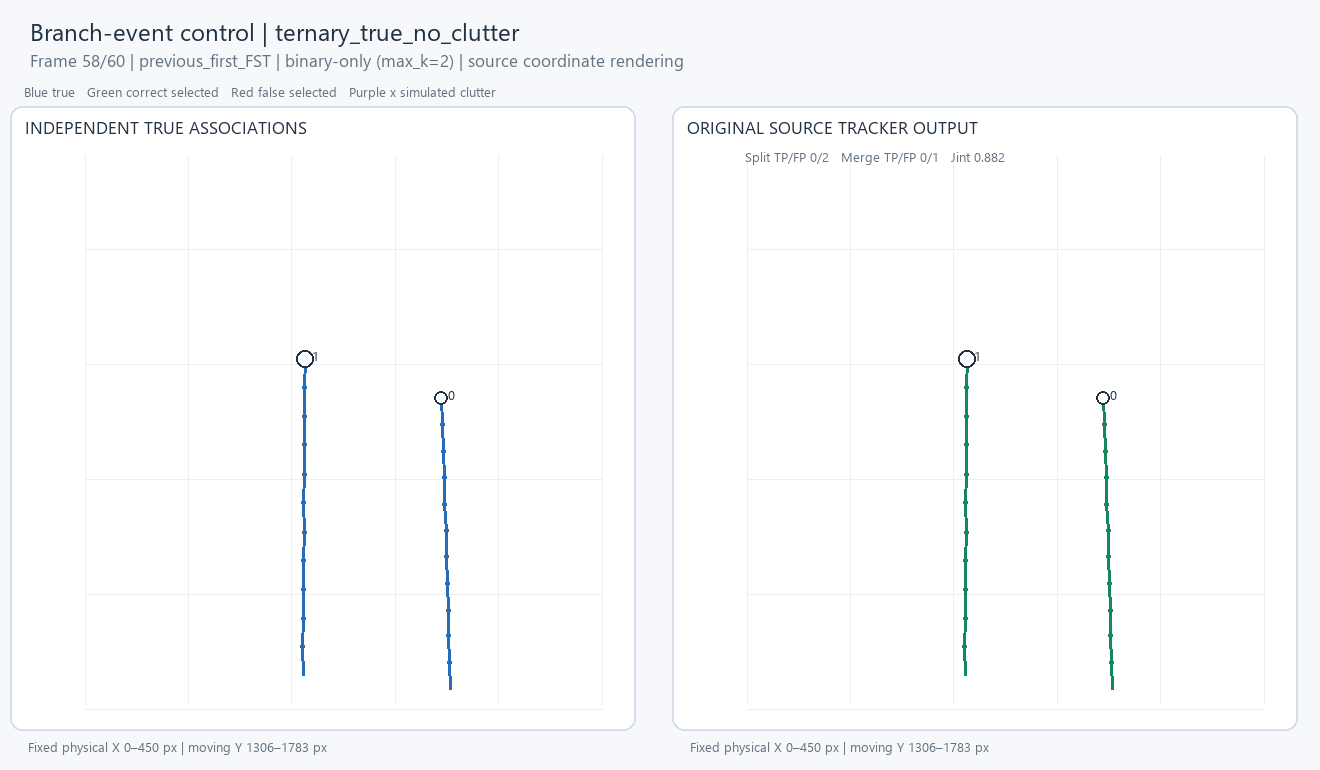 Branch-event control | ternary_true_no_clutter
Frame 58/60 | previous_first_FST | binary-only (max_k=2) | source coordinate rendering
Blue true   Green correct selected   Red false selected   Purple x simulated clutter
INDEPENDENT TRUE ASSOCIATIONS
1
0
Fixed physical X 0–450 px | moving Y 1306–1783 px
ORIGINAL SOURCE TRACKER OUTPUT
Split TP/FP 0/2   Merge TP/FP 0/1   Jint 0.882
1
0
Fixed physical X 0–450 px | moving Y 1306–1783 px